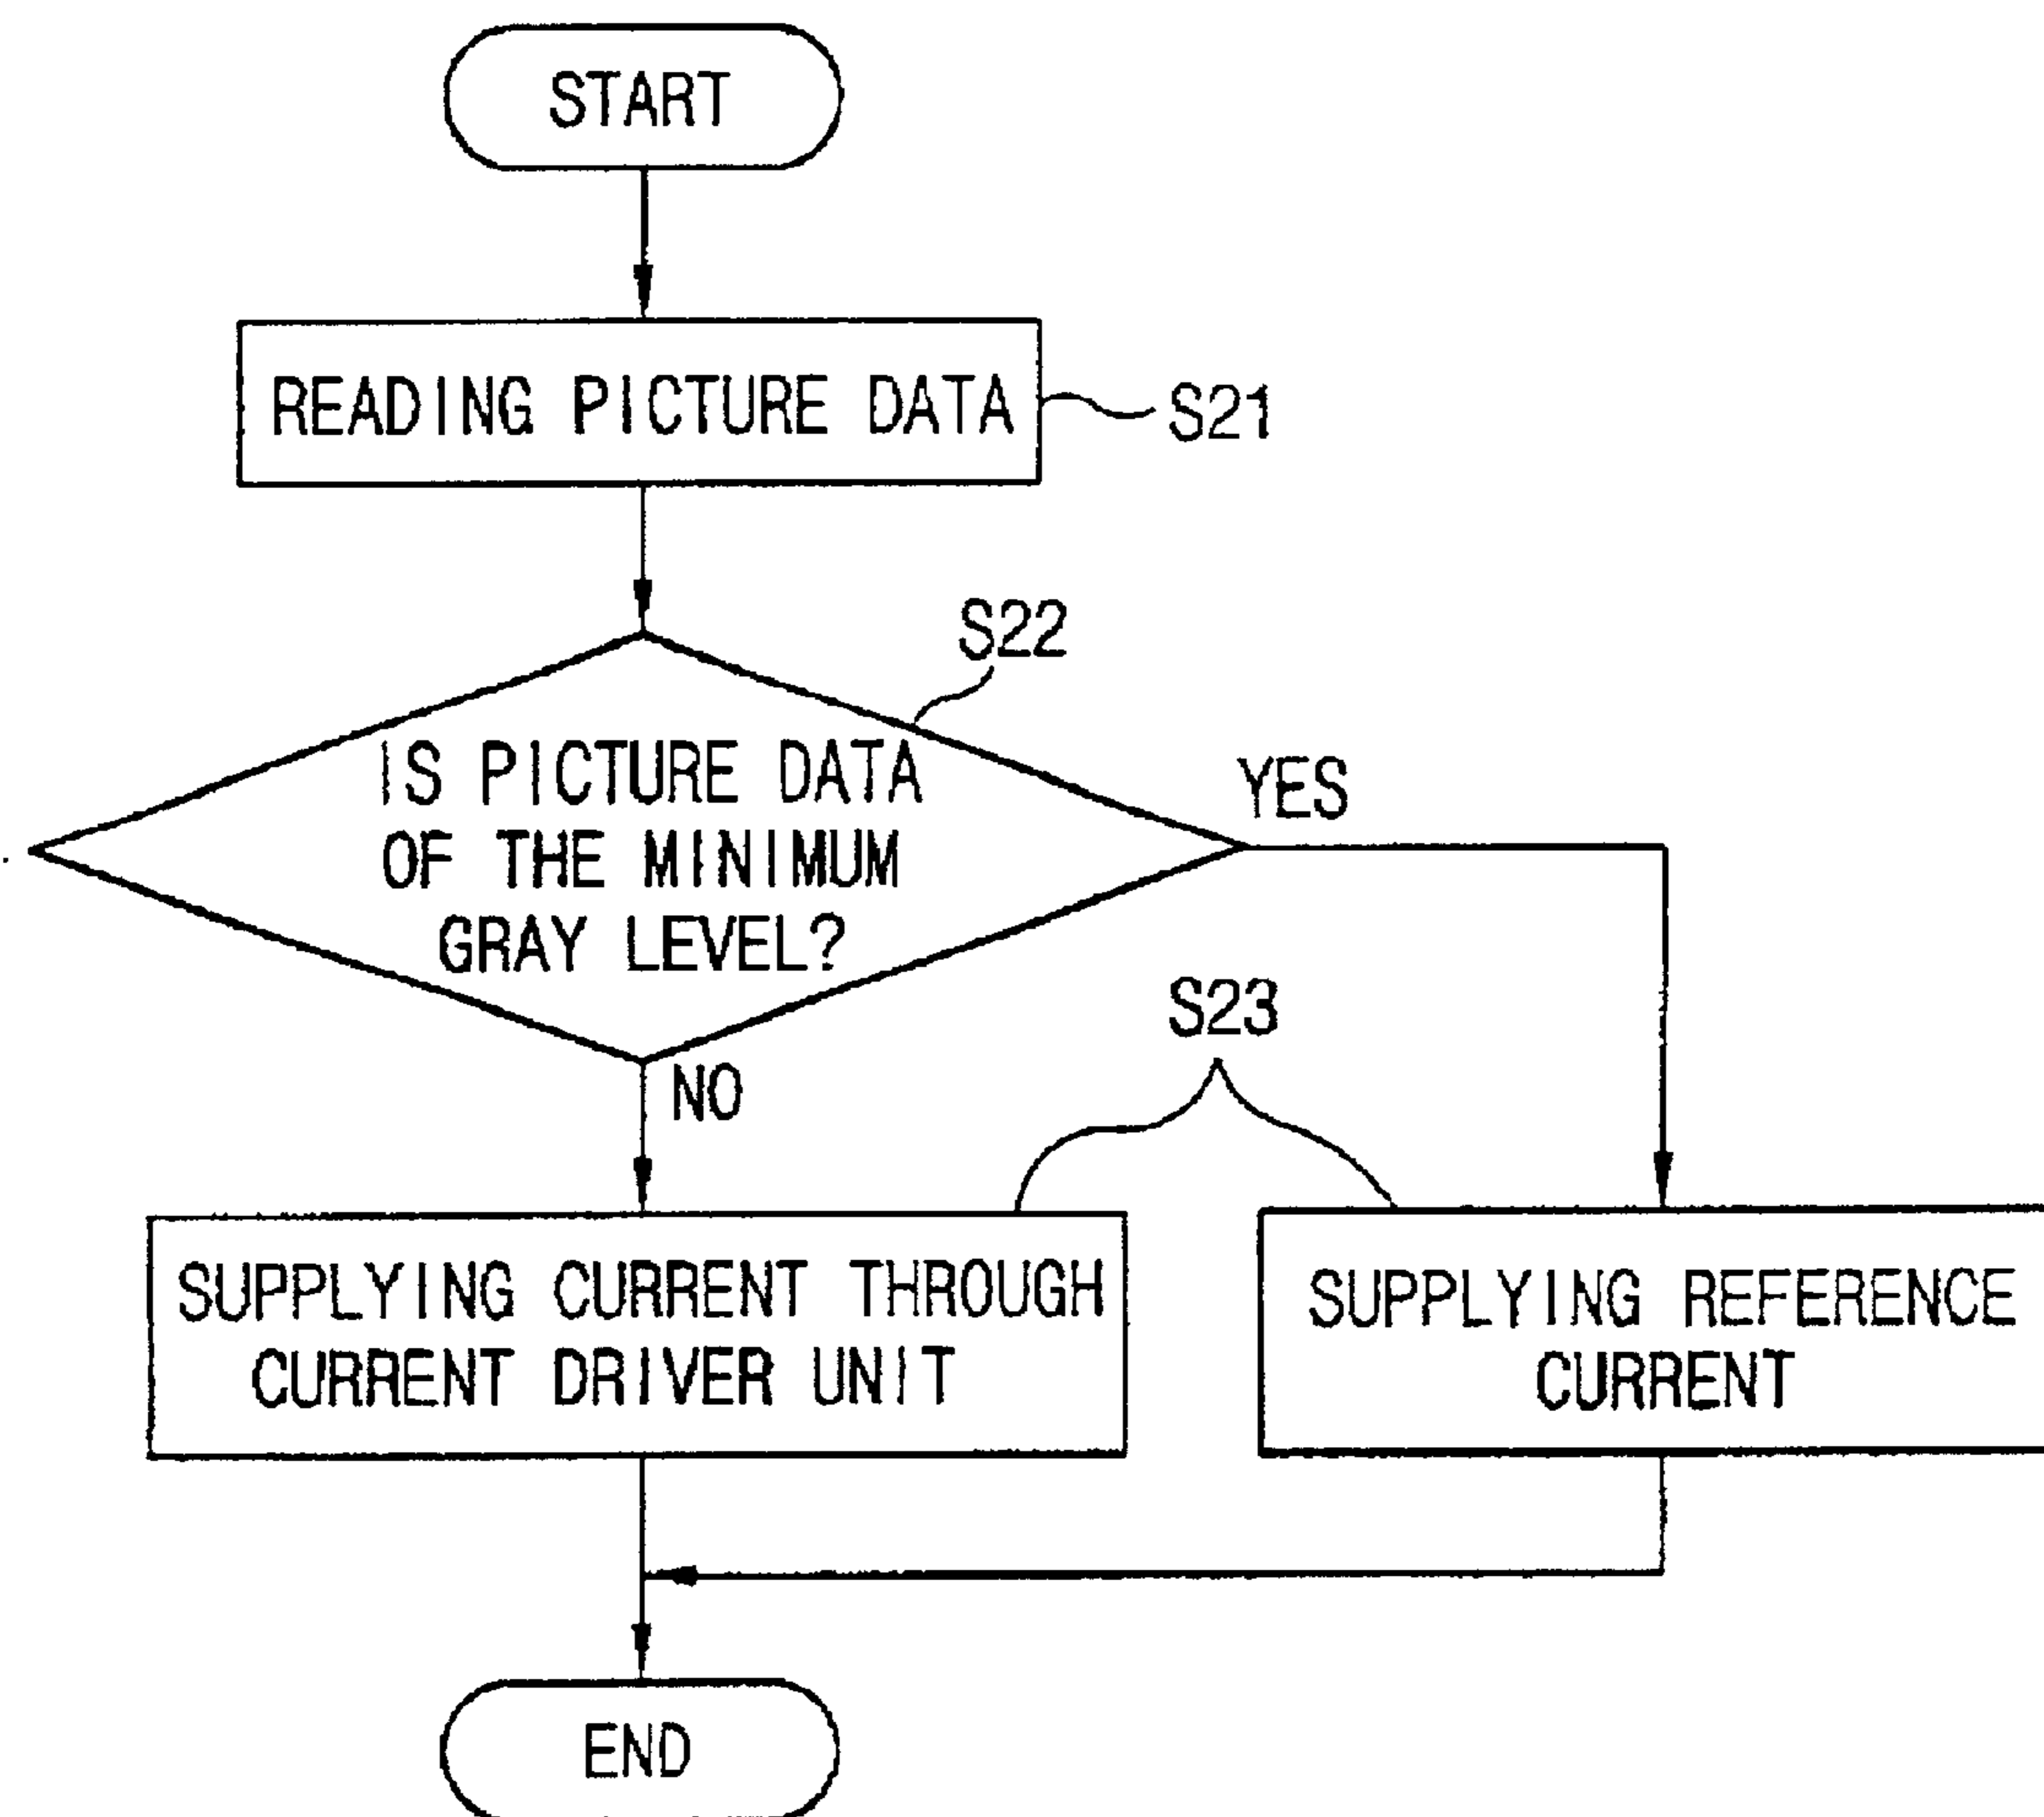 START
READING PICTURE DATA
S21
S22
IS PICTURE DATA
OF THE MINIMUM
GRAY LEVEL?
YES
NO
S23
SUPPLYING CURRENT THROUGH
CURRENT DRIVER UNIT
SUPPLYING REFERENCE
CURRENT
END